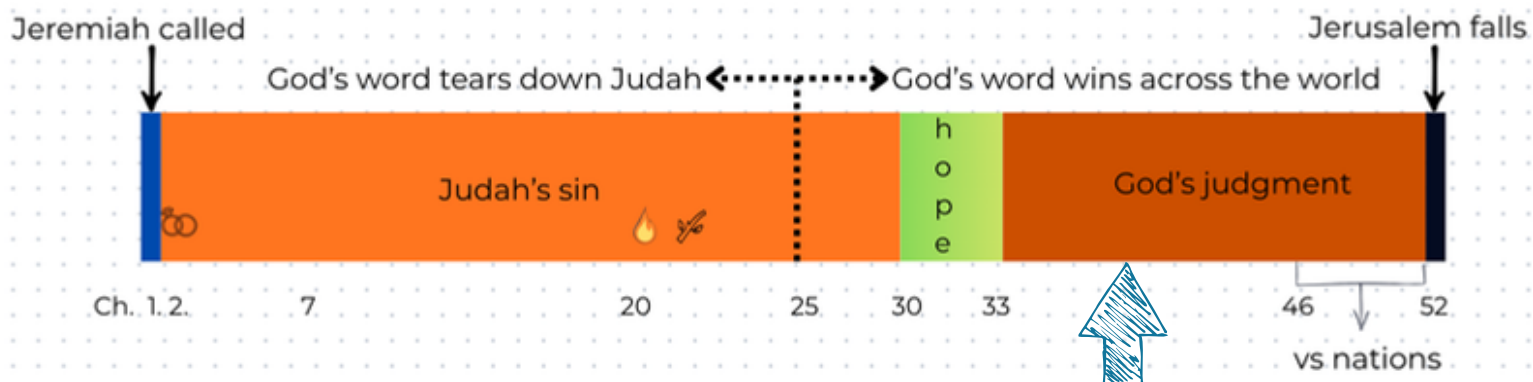 Jeremiah called
Jerusalem falls
God's word tears down Judah
God's word wins across the world
Judah's sin
h
o
p
e
God's judgment
Ch. 1. 2. 7 20 25 30 33 46 52
vs nations